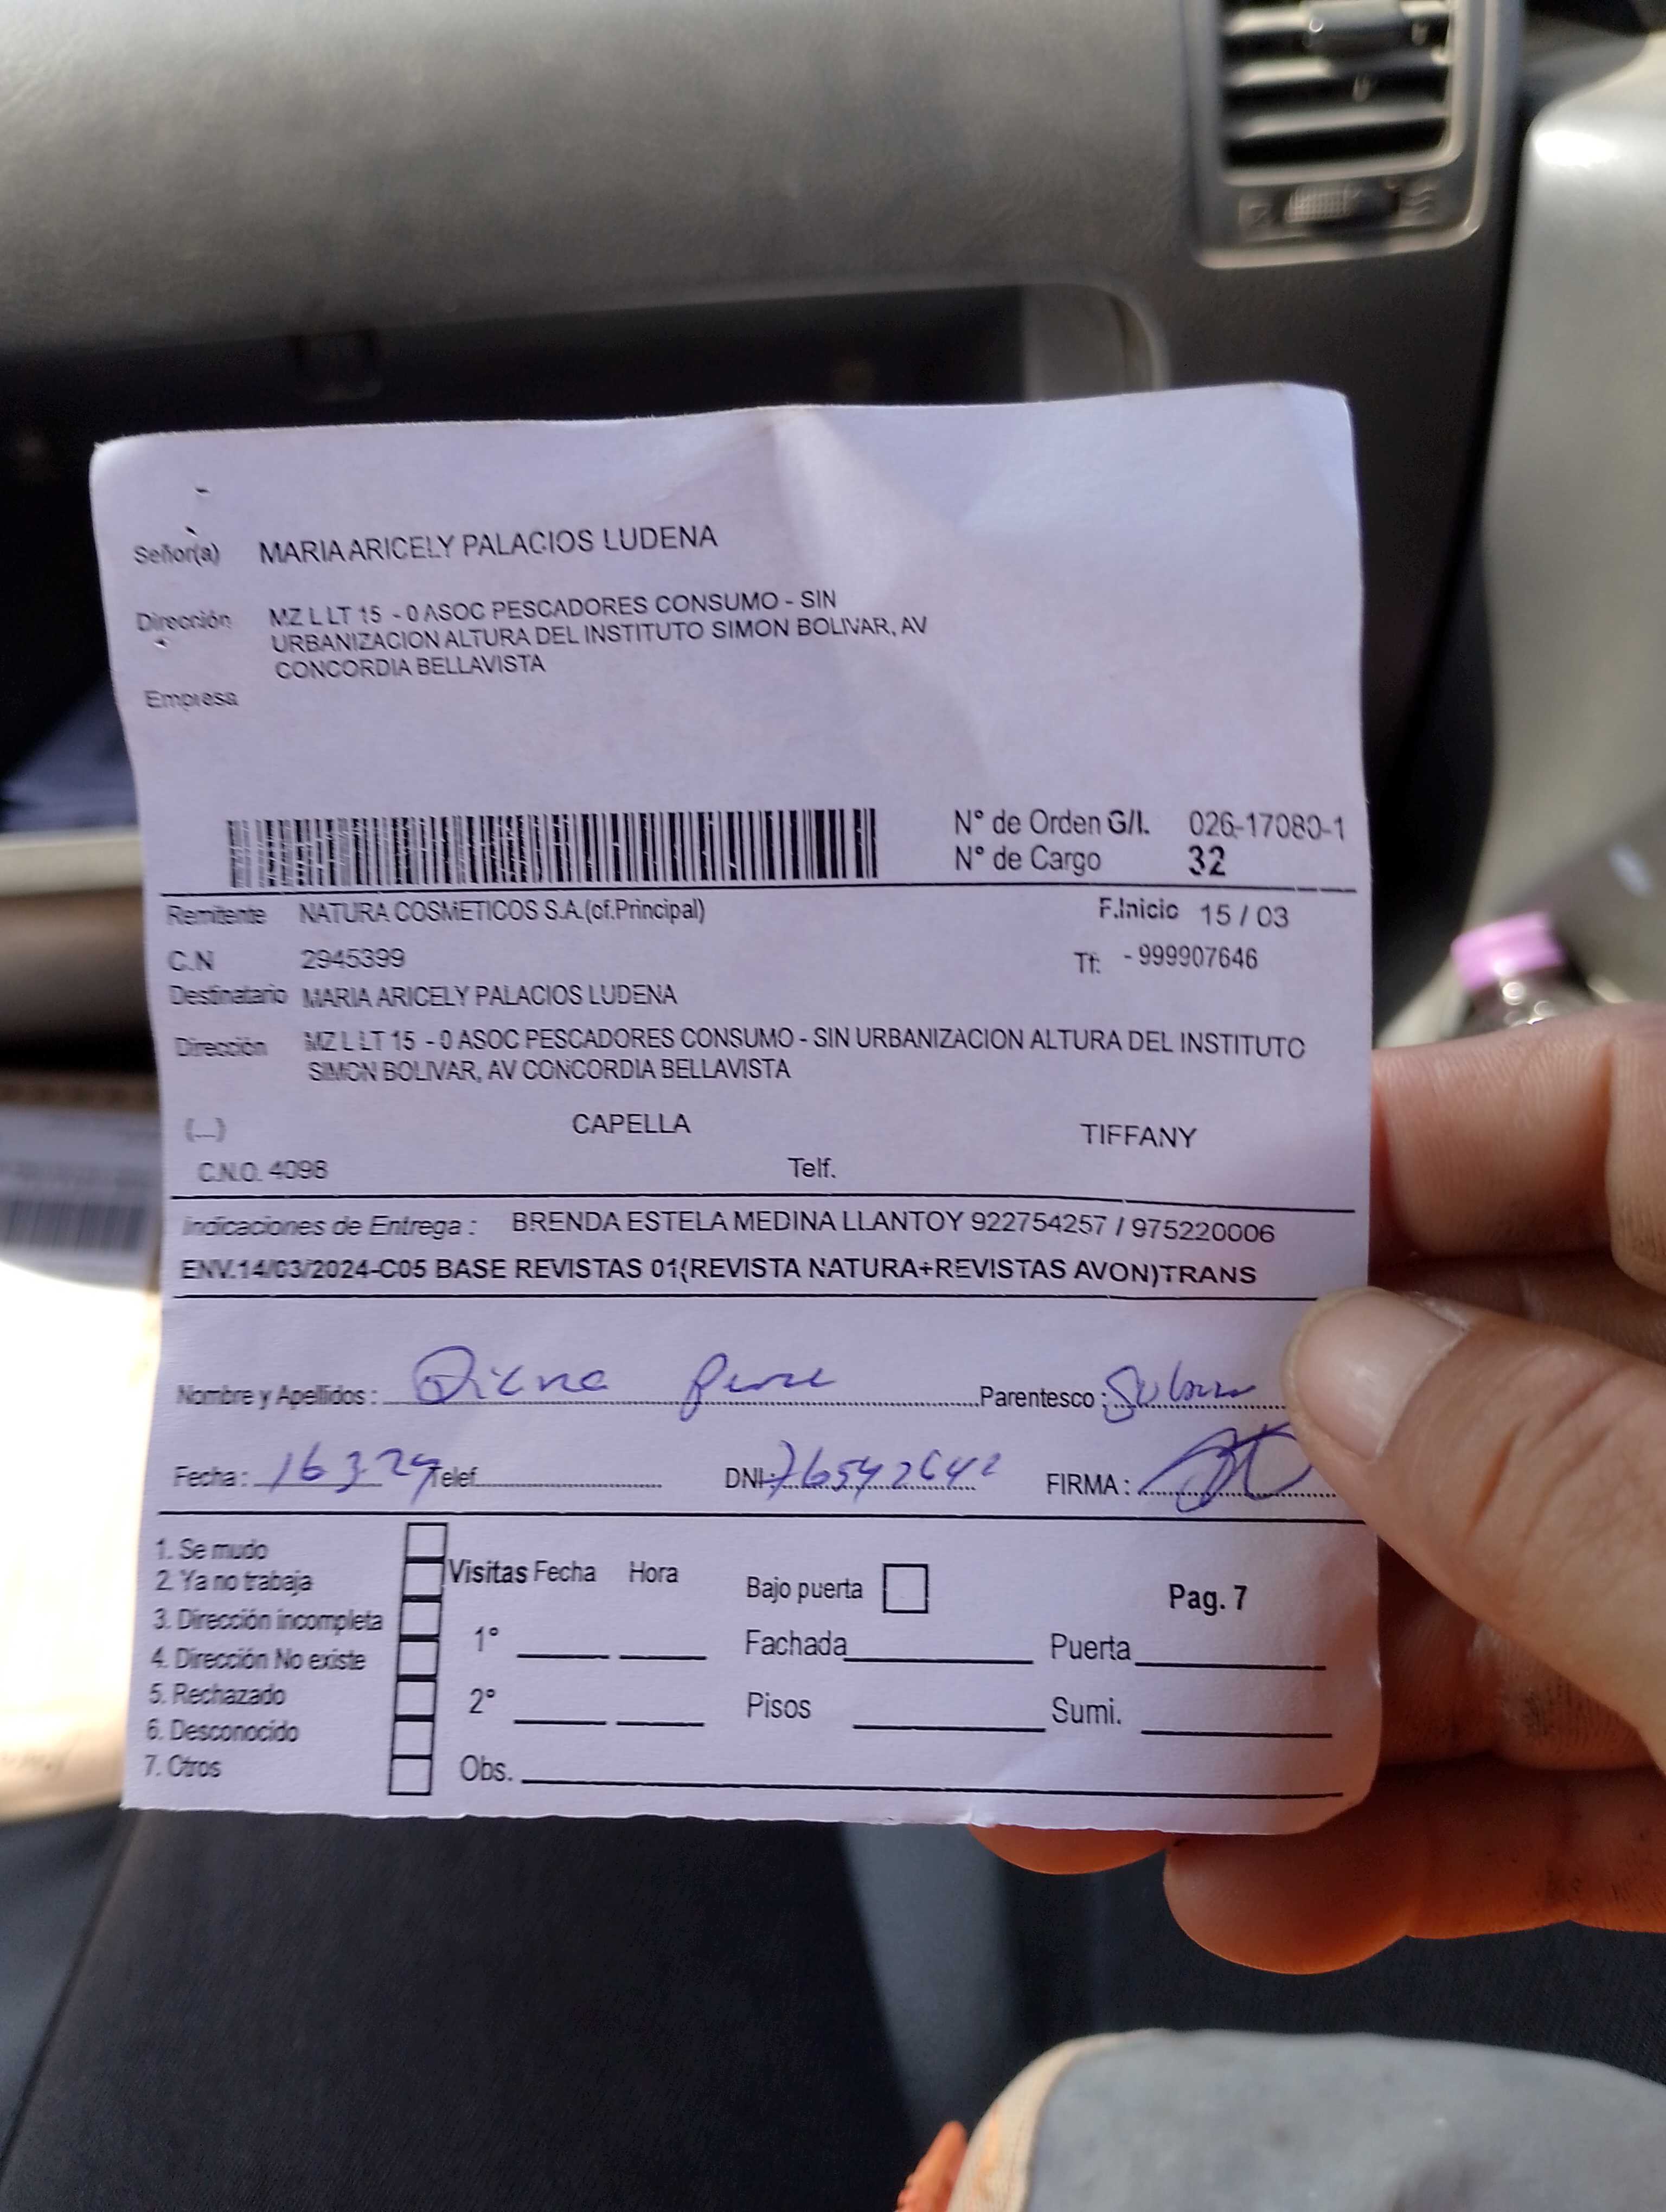 Señor(a) MARIA ARICELY PALACIOS LUDENA
Dirección MZ L LT 15 - 0 ASOC PESCADORES CONSUMO - SIN
URBANIZACION ALTURA DEL INSTITUTO SIMON BOLIVAR, AV
CONCORDIA BELLAVISTA
Empresa
N° de Orden G/I. 026-17080-1
N° de Cargo 32
Remitente NATURA COSMETICOS S.A.(of.Principal) F.Inicio 15 / 03
C.N 2945399 Tf: - 999907646
Destinatario MARIA ARICELY PALACIOS LUDENA
Dirección MZ L LT 15 - 0 ASOC PESCADORES CONSUMO - SIN URBANIZACION ALTURA DEL INSTITUTO
SIMON BOLIVAR, AV CONCORDIA BELLAVISTA
(...) CAPELLA TIFFANY
C.N.O. 4098 Telf.
Indicaciones de Entrega : BRENDA ESTELA MEDINA LLANTOY 922754257 / 975220006
ENV.14/03/2024-C05 BASE REVISTAS 01(REVISTA NATURA+REVISTAS AVON)TRANS
Nombre y Apellidos : Parentesco :
Fecha : 16 3.24 Telef. DNI: 76542642 FIRMA :
1. Se mudo
2. Ya no trabaja
3. Dirección incompleta
4. Dirección No existe
5. Rechazado
6. Desconocido
7. Otros
Visitas Fecha Hora
1°
2°
Obs.
Bajo puerta
Pag. 7
Fachada Puerta
Pisos Sumi.